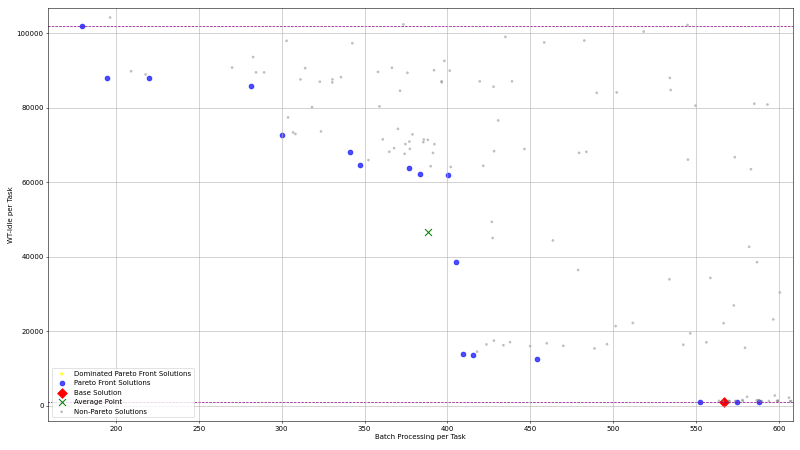 100000
80000
60000
40000
20000
0
WT-Idle per Task
Dominated Pareto Front Solutions
Pareto Front Solutions
Base Solution
Average Point
Non-Pareto Solutions
200
250
300
350
400
450
500
550
600
Batch Processing per Task